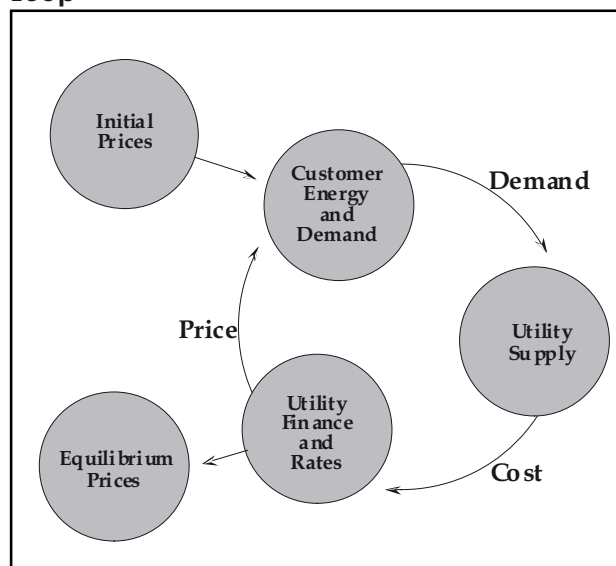 Loop
Initial
Prices
Customer
Energy
and
Demand
Demand
Utility
Supply
Price
Utility
Finance
and
Rates
Equilibrium
Prices
Cost